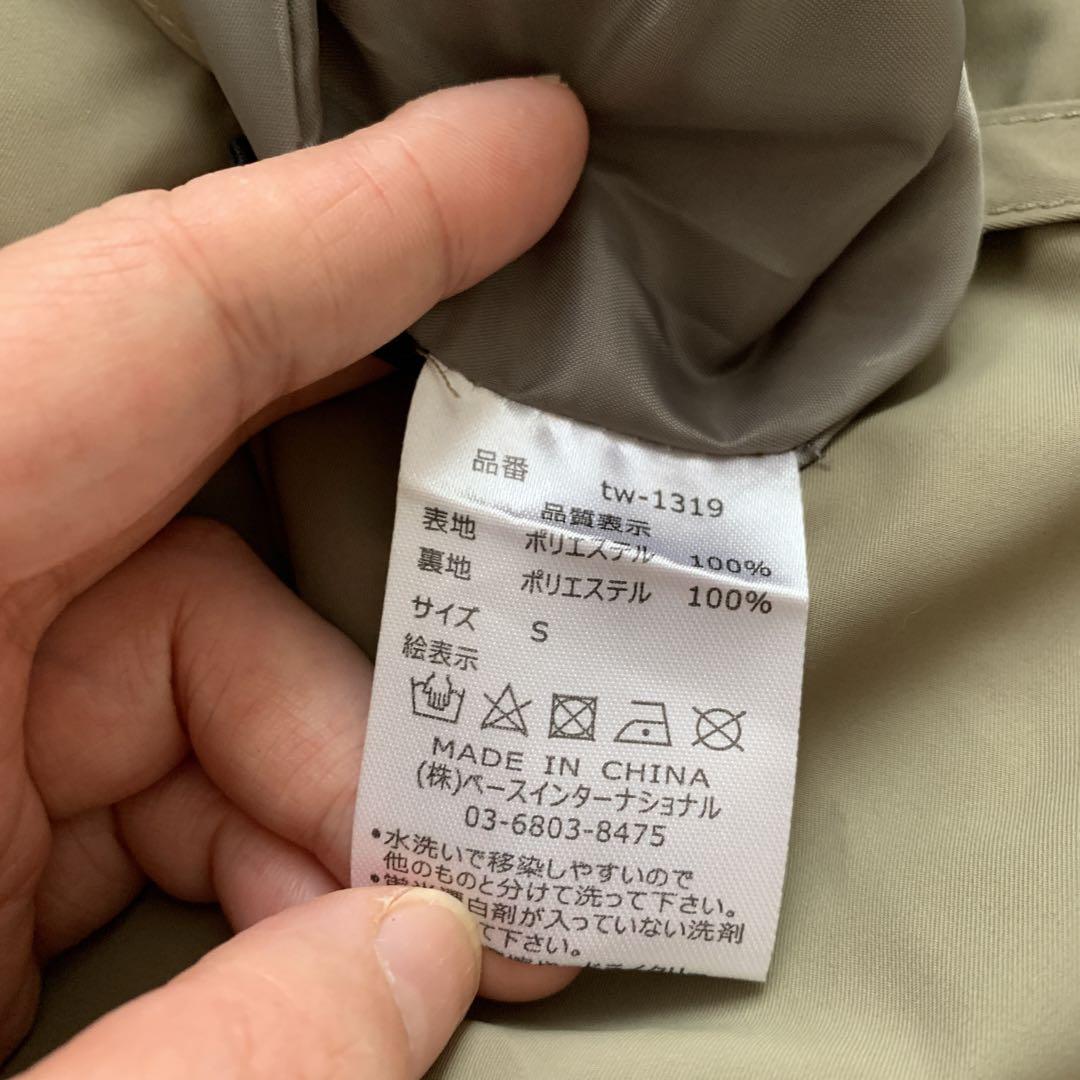 品番 tw-1319
品質表示
表地 ポリエステル 100%
裏地 ポリエステル 100%
サイズ S
絵表示
MADE IN CHINA
(株)ベースインターナショナル
03-6803-8475
•水洗いで移染しやすいので
他のものと分けて洗って下さい。
•蛍光漂白剤が入っていない洗剤
て下さい。